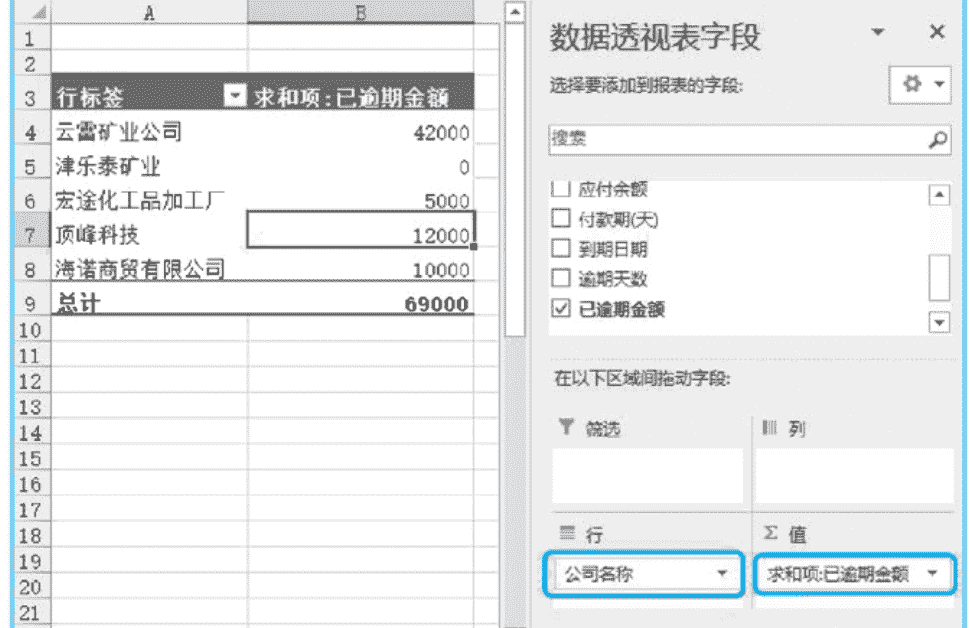 A B
1
2
3 行标签 求和项:已逾期金额
4 云雷矿业公司 42000
5 津乐泰矿业 0
6 宏途化工品加工厂 5000
7 顶峰科技 12000
8 海诺商贸有限公司 10000
9 总计 69000
10
11
12
13
14
15
16
17
18
19
20
21
数据透视表字段
选择要添加到报表的字段:
搜索
应付余额
付款期(天)
到期日期
逾期天数
已逾期金额
在以下区域间拖动字段:
筛选 列
行 Σ 值
公司名称 求和项:已逾期金额